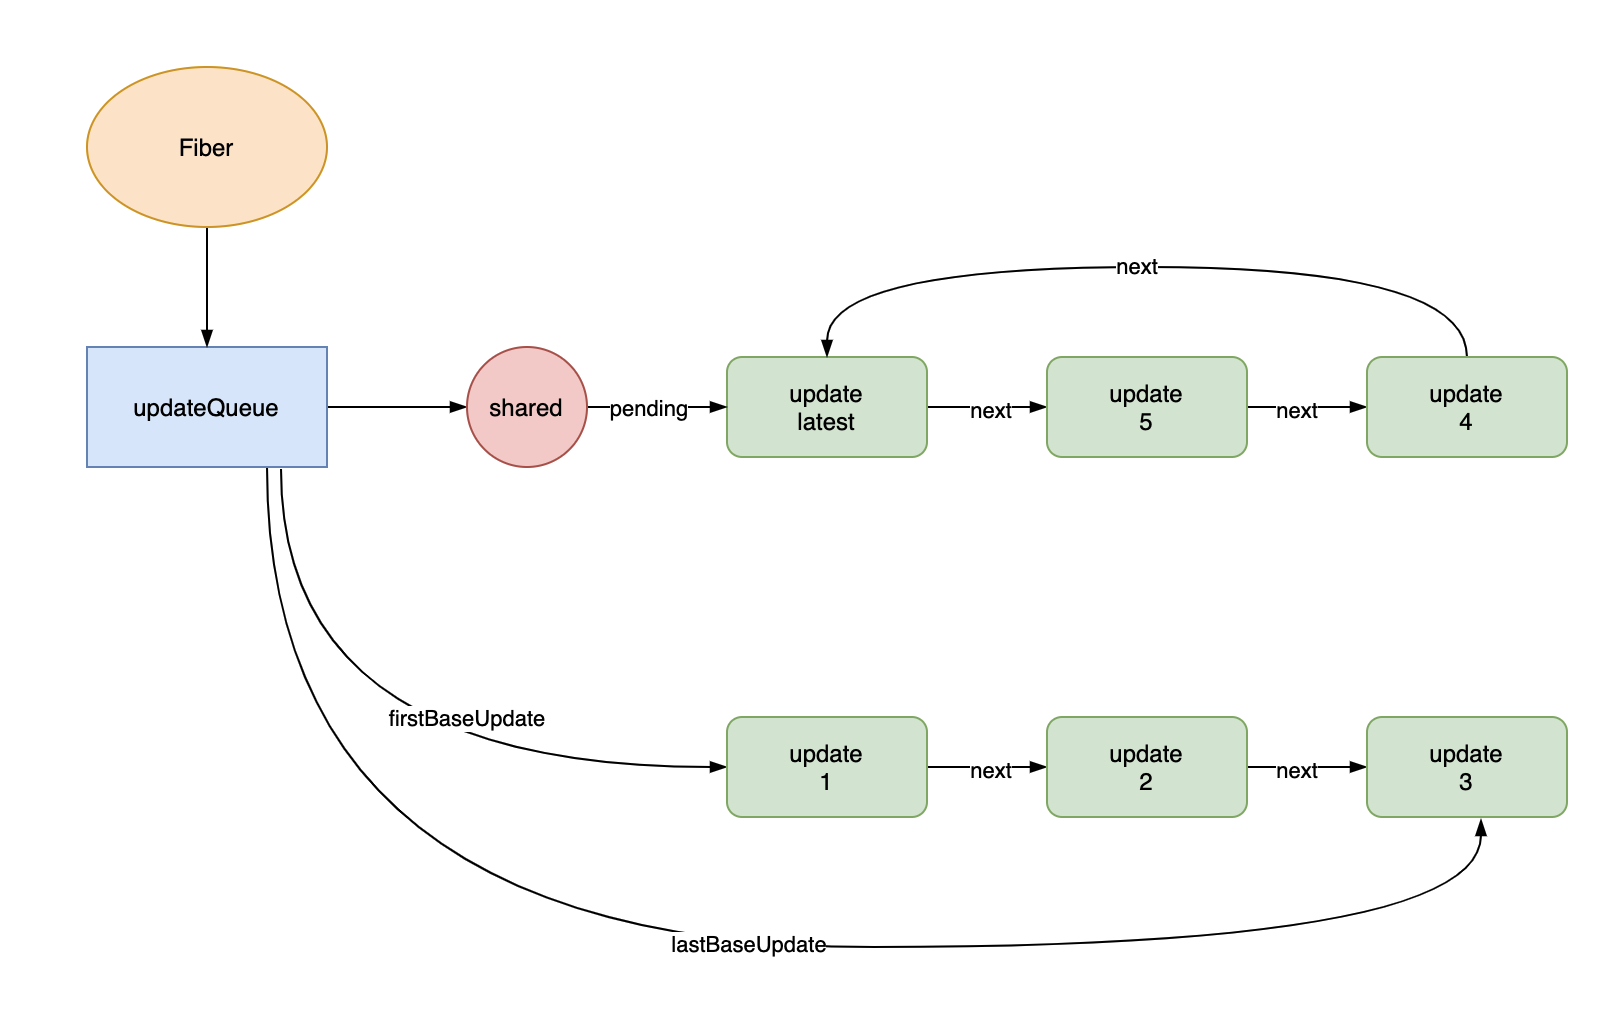 Fiber
next
updateQueue
shared
pending
update
latest
next
update
5
next
update
4
firstBaseUpdate
update
1
next
update
2
next
update
3
lastBaseUpdate